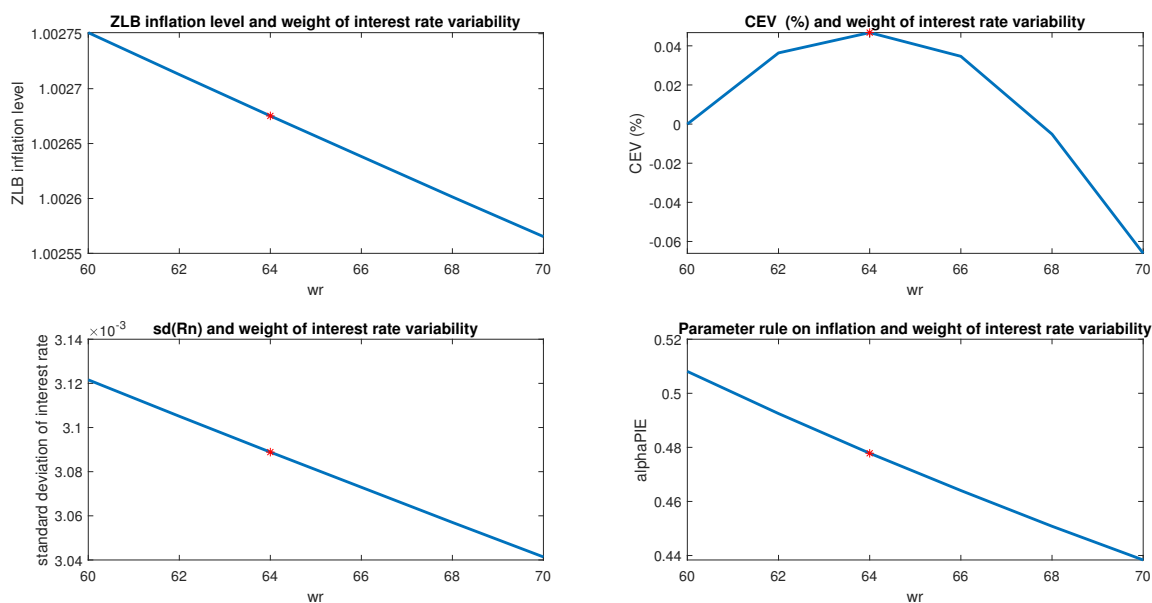 ZLB inflation level and weight of interest rate variability
1.00275
1.0027
1.00265
1.0026
1.00255
ZLB inflation level
60 62 64 66 68 70
wr
CEV (%) and weight of interest rate variability
0.04
0.02
0
-0.02
-0.04
-0.06
CEV (%)
60 62 64 66 68 70
wr
sd(Rn) and weight of interest rate variability
×10⁻³
3.14
3.12
3.1
3.08
3.06
3.04
standard deviation of interest rate
60 62 64 66 68 70
wr
Parameter rule on inflation and weight of interest rate variability
0.52
0.5
0.48
0.46
0.44
alphaPIE
60 62 64 66 68 70
wr